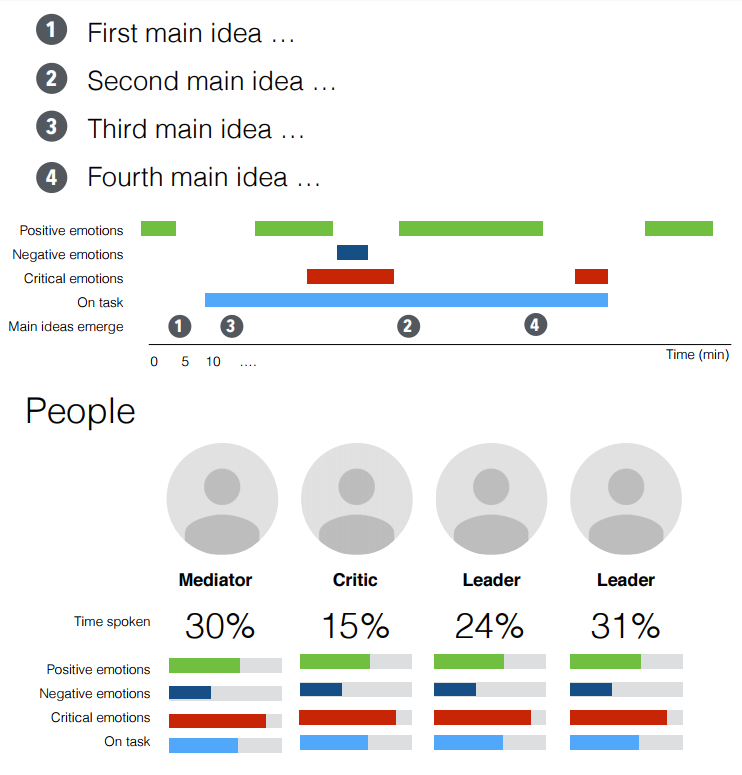 1 First main idea …
2 Second main idea …
3 Third main idea …
4 Fourth main idea …
Positive emotions
Negative emotions
Critical emotions
On task
Main ideas emerge 1 3 2 4
0 5 10 …. Time (min)
People
Mediator Critic Leader Leader
Time spoken 30% 15% 24% 31%
Positive emotions
Negative emotions
Critical emotions
On task